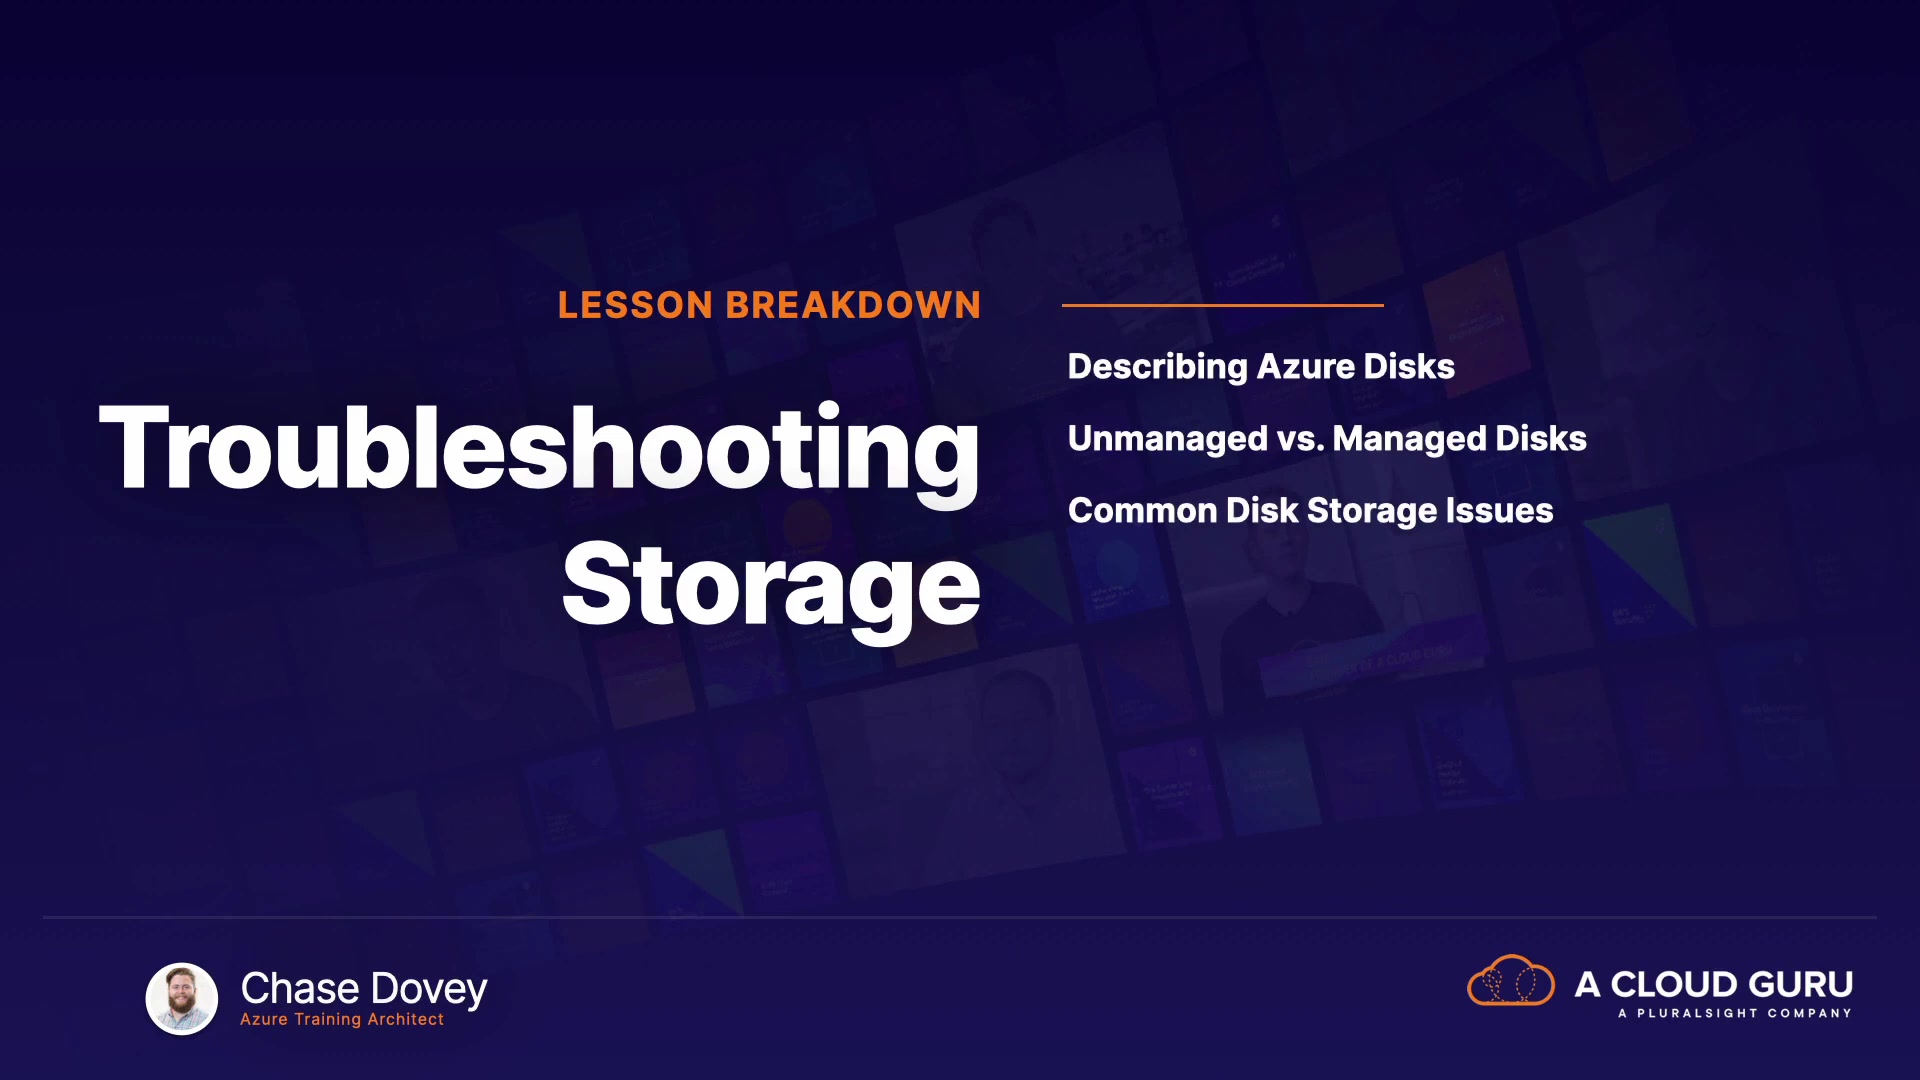 LESSON BREAKDOWN
Troubleshooting
Storage
Describing Azure Disks
Unmanaged vs. Managed Disks
Common Disk Storage Issues
Chase Dovey
Azure Training Architect
A CLOUD GURU
A PLURALSIGHT COMPANY